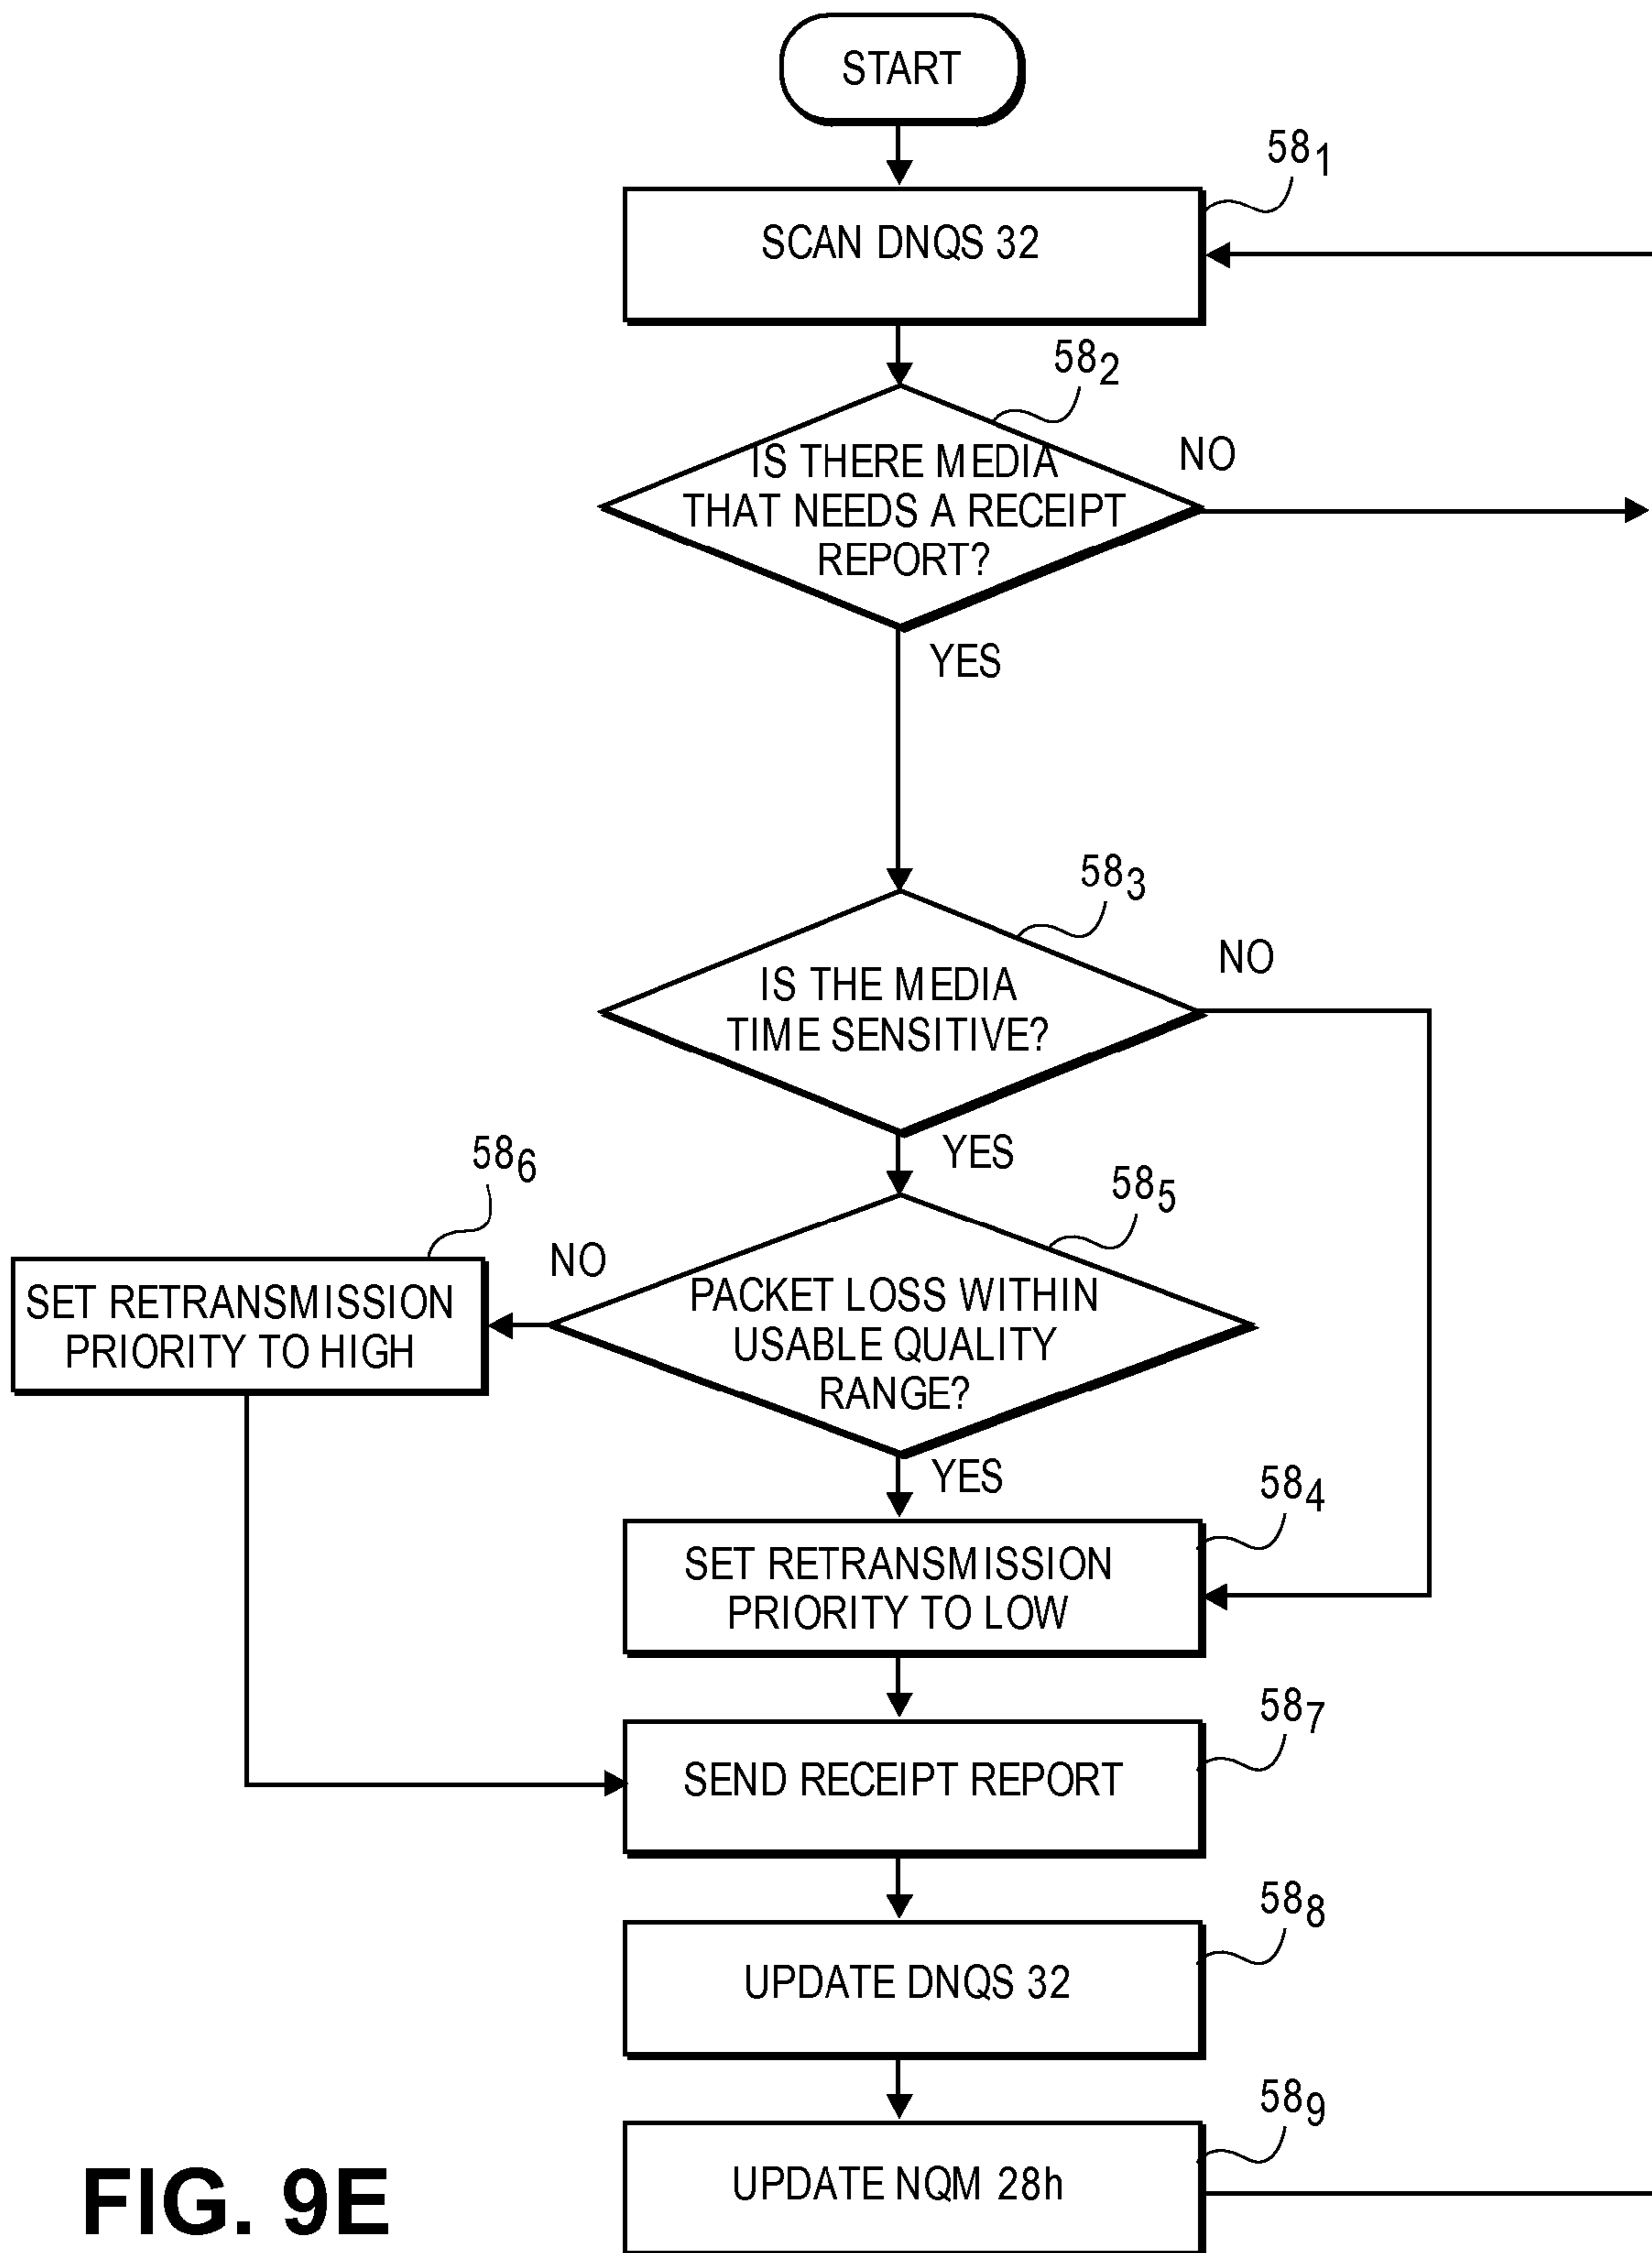 START
58₁
SCAN DNQS 32
58₂
IS THERE MEDIA
THAT NEEDS A RECEIPT
REPORT?
NO
YES
58₃
IS THE MEDIA
TIME SENSITIVE?
NO
YES
58₆
58₅
SET RETRANSMISSION
PRIORITY TO HIGH
NO
PACKET LOSS WITHIN
USABLE QUALITY
RANGE?
YES
58₄
SET RETRANSMISSION
PRIORITY TO LOW
58₇
SEND RECEIPT REPORT
58₈
UPDATE DNQS 32
58₉
UPDATE NQM 28h
FIG. 9E